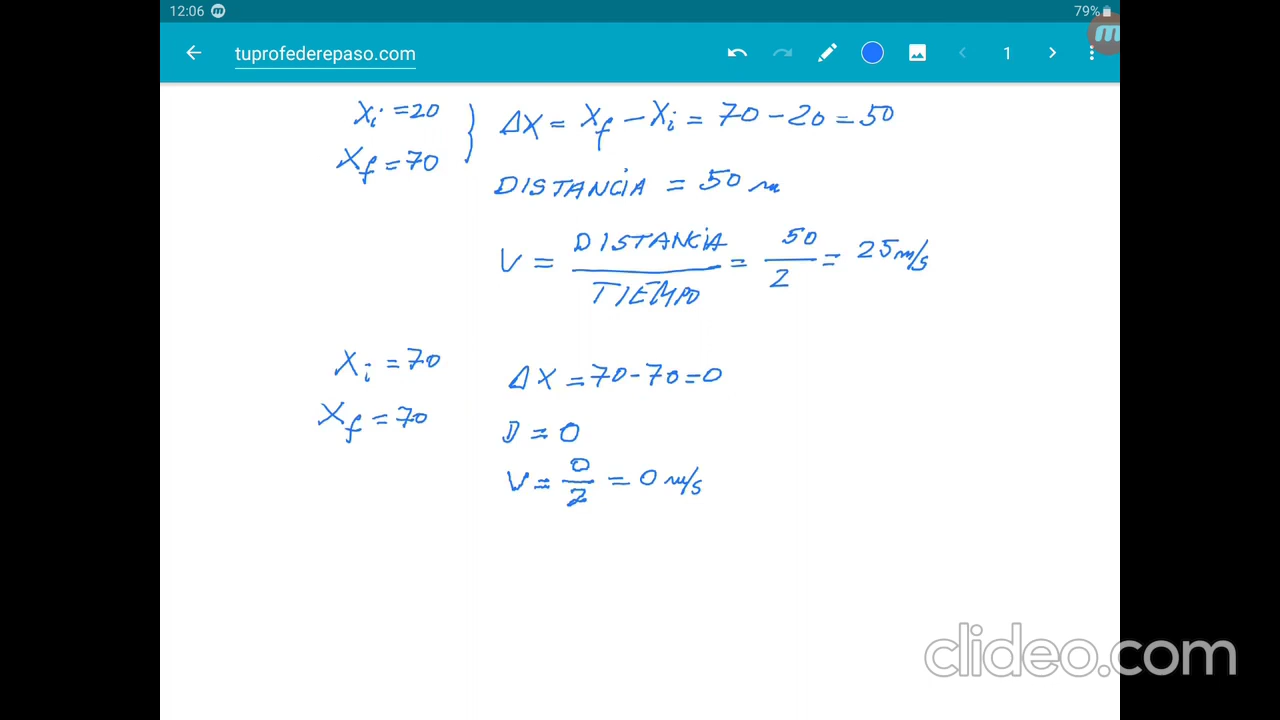 12:06
79%
tuprofederepaso.com
1
Xi = 20
Xf = 70
ΔX = Xf - Xi = 70 - 20 = 50
DISTANCIA = 50 m
V = DISTANCIA / TIEMPO = 50 / 2 = 25 m/s
Xi = 70
Xf = 70
ΔX = 70 - 70 = 0
D = 0
V = 0 / 2 = 0 m/s
clideo.com